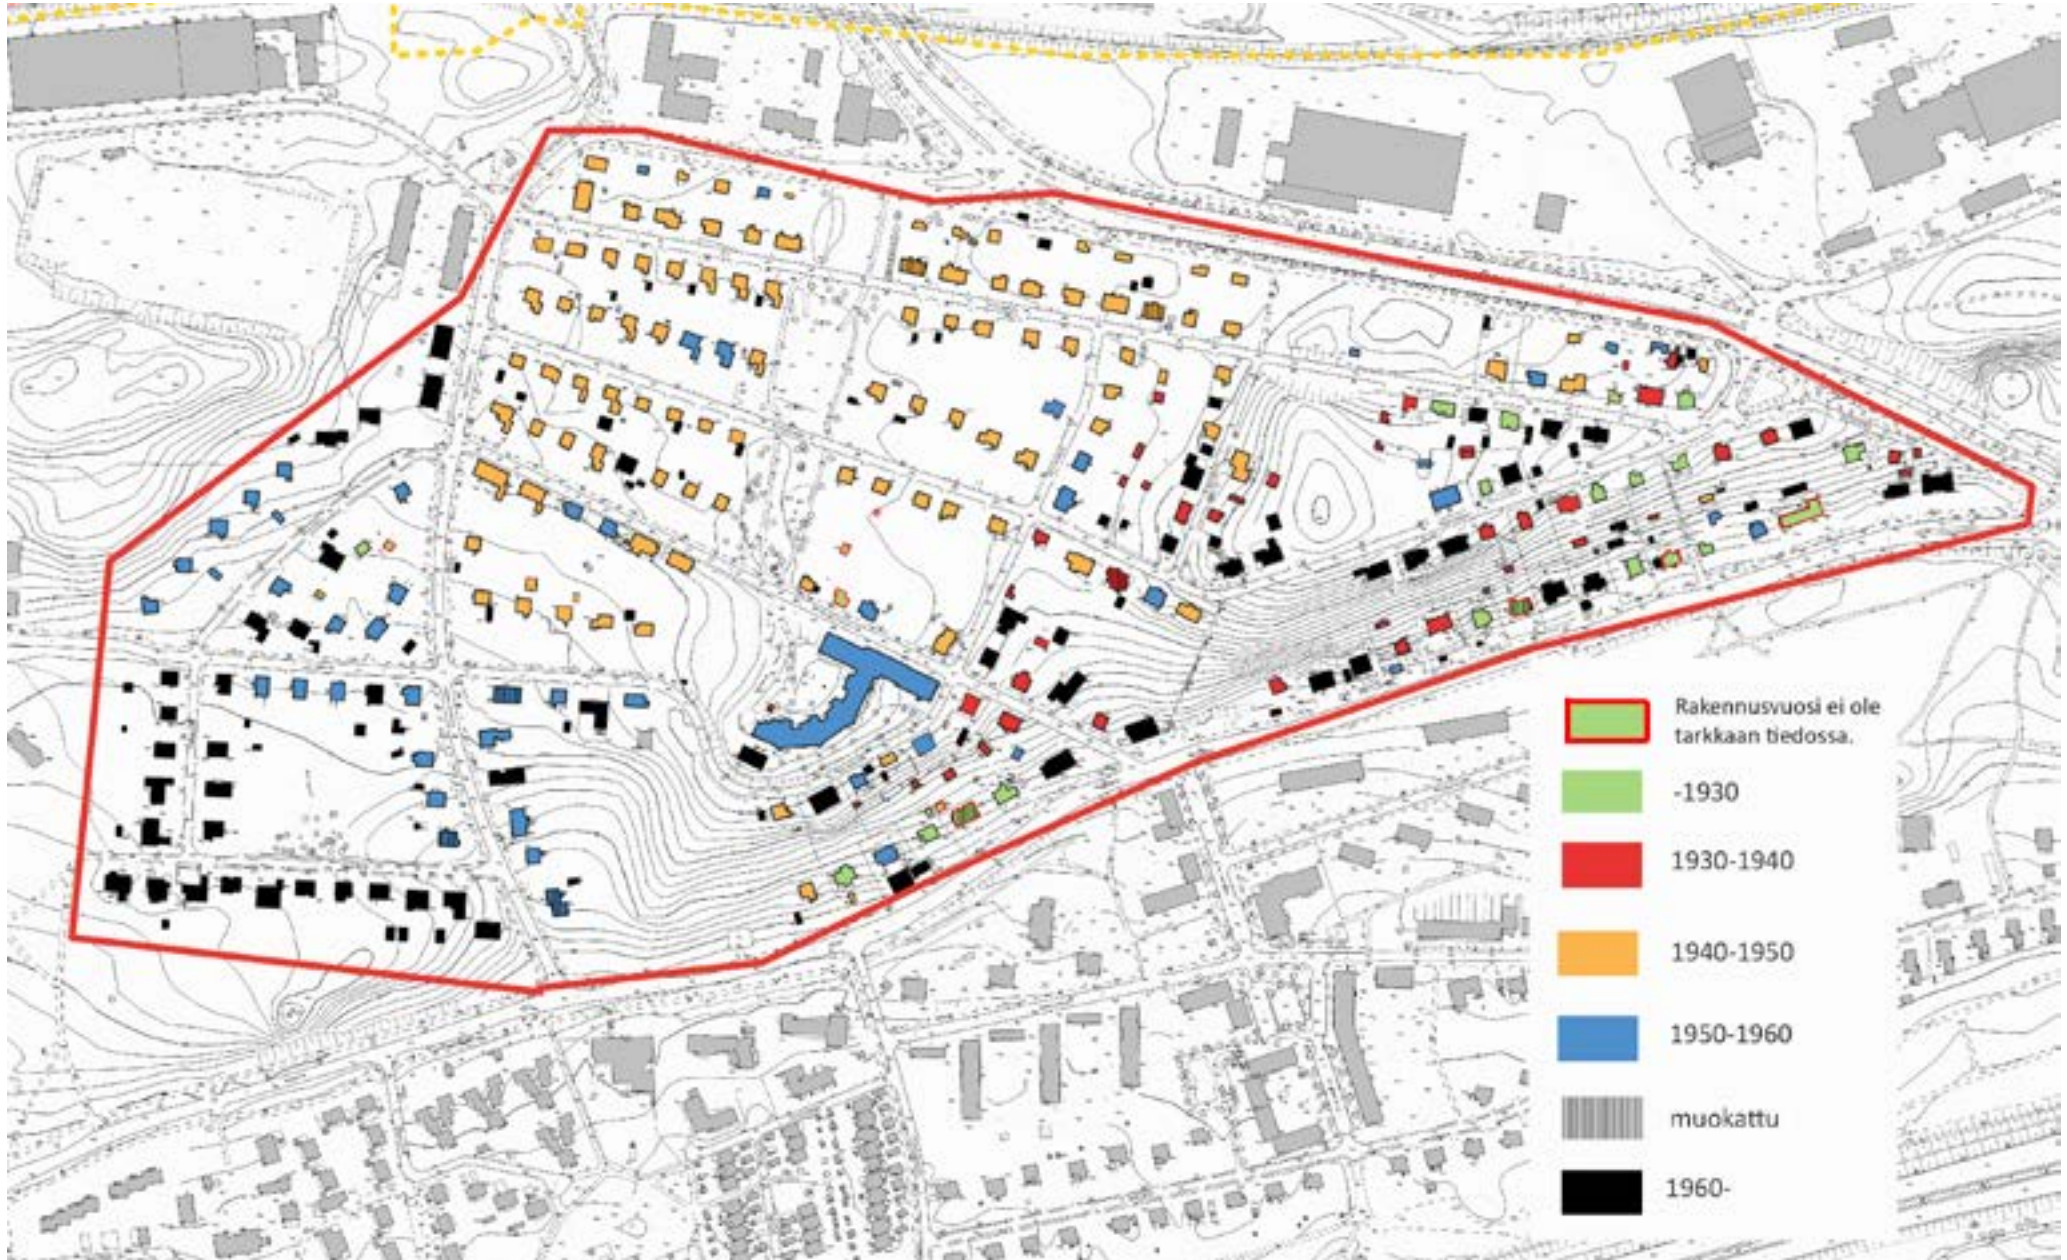 Rakennusvuosi ei ole
tarkkaan tiedossa.
-1930
1930-1940
1940-1950
1950-1960
muokattu
1960-